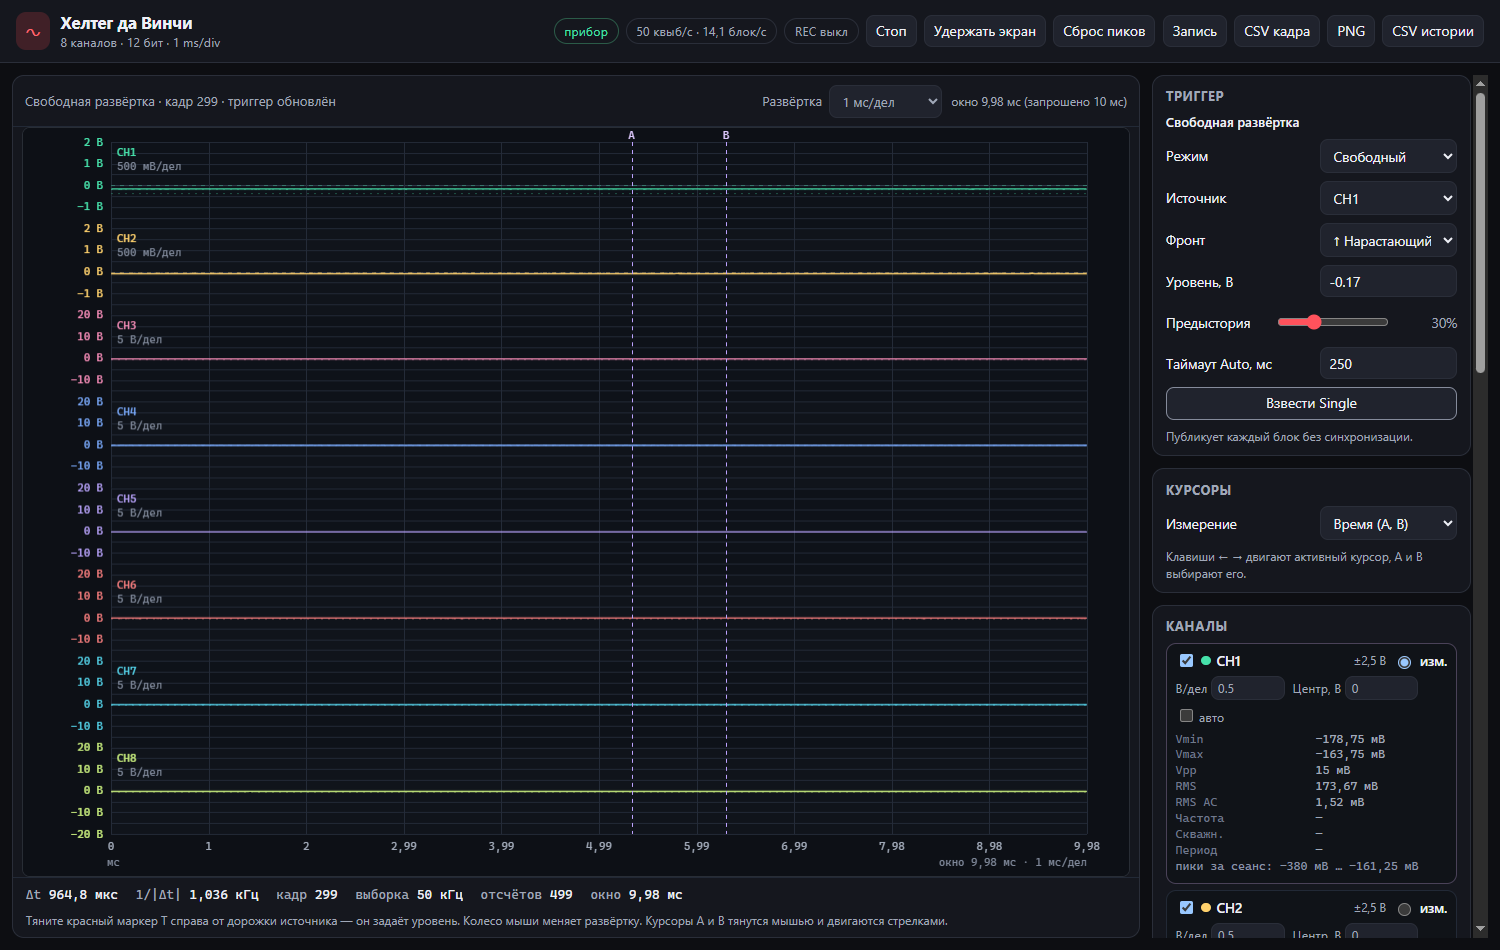 Хелтег да Винчи
8 каналов · 12 бит · 1 ms/div
прибор
50 квыб/с · 14,1 блок/с
REC выкл
Стоп
Удержать экран
Сброс пиков
Запись
CSV кадра
PNG
CSV истории
Свободная развёртка · кадр 299 · триггер обновлён
Развёртка
1 мс/дел
окно 9,98 мс (запрошено 10 мс)
A
B
2 В
CH1
1 В
500 мВ/дел
0 В
−1 В
2 В
CH2
1 В
500 мВ/дел
0 В
−1 В
20 В
CH3
10 В
5 В/дел
0 В
−10 В
20 В
CH4
10 В
5 В/дел
0 В
−10 В
20 В
CH5
10 В
5 В/дел
0 В
−10 В
20 В
CH6
10 В
5 В/дел
0 В
−10 В
20 В
CH7
10 В
5 В/дел
0 В
−10 В
20 В
CH8
10 В
5 В/дел
0 В
−10 В
−20 В
0
1
2
2,99
3,99
4,99
5,99
6,99
7,98
8,98
9,98
мс
окно 9,98 мс · 1 мс/дел
Δt 964,8 мкс
1/|Δt| 1,036 кГц
кадр 299
выборка 50 кГц
отсчётов 499
окно 9,98 мс
Тяните красный маркер T справа от дорожки источника — он задаёт уровень. Колесо мыши меняет развёртку. Курсоры A и B тянутся мышью и двигаются стрелками.
ТРИГГЕР
Свободная развёртка
Режим
Свободный
Источник
CH1
Фронт
↑ Нарастающий
Уровень, В
-0.17
Предыстория
30%
Таймаут Auto, мс
250
Взвести Single
Публикует каждый блок без синхронизации.
КУРСОРЫ
Измерение
Время (A, B)
Клавиши ← → двигают активный курсор, A и B
выбирают его.
КАНАЛЫ
CH1
±2,5 В
изм.
В/дел
0.5
Центр, В
0
авто
Vmin −178,75 мВ
Vmax −163,75 мВ
Vpp 15 мВ
RMS 173,67 мВ
RMS AC 1,52 мВ
Частота —
Скважн. —
Период —
пики за сеанс: −380 мВ … −161,25 мВ
CH2
±2,5 В
изм.
В/дел
0.5
Центр, В
0